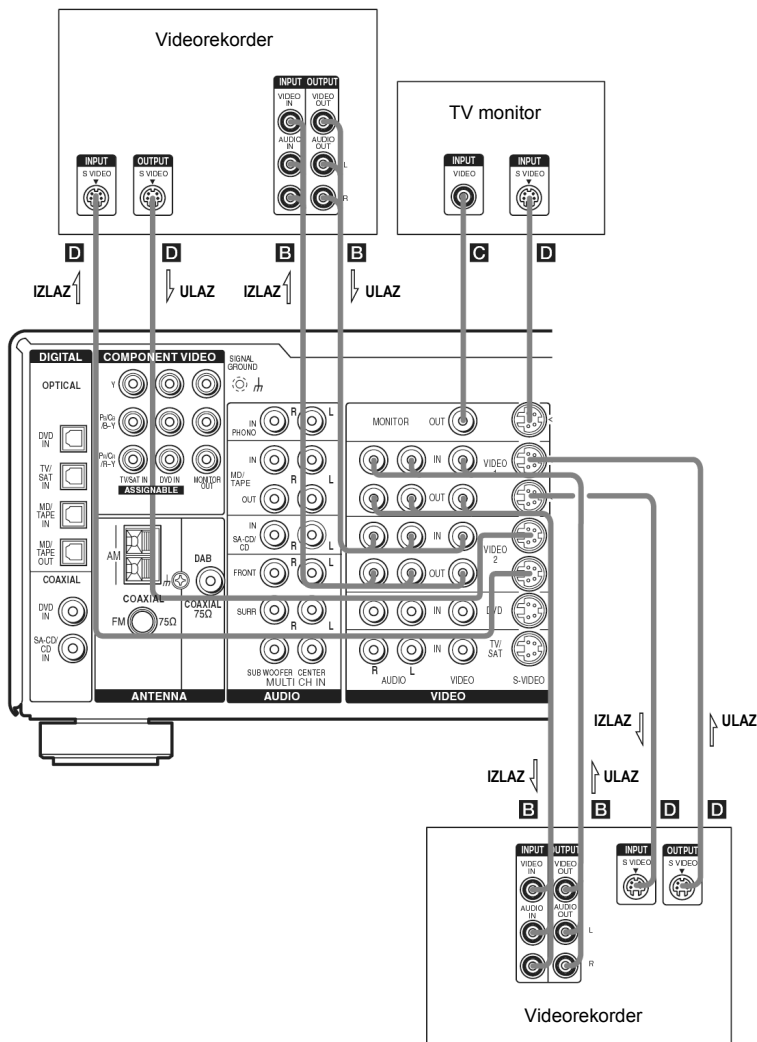 Videorekorder
INPUT OUTPUT
VIDEO IN VIDEO OUT
AUDIO IN AUDIO OUT
L
R
INPUT OUTPUT
S VIDEO S VIDEO
TV monitor
INPUT INPUT
VIDEO S VIDEO
D D B B C D
IZLAZ ULAZ IZLAZ ULAZ
DIGITAL
OPTICAL
DVD IN
TV/ SAT IN
MD/ TAPE IN
MD/ TAPE OUT
COAXIAL
DVD IN
SA-CD/ CD IN
COMPONENT VIDEO
Y
PB/CB /B–Y
PR/CR /R–Y
TV/SAT IN DVD IN MONITOR OUT
ASSIGNABLE
AM
DAB
COAXIAL COAXIAL
FM 75Ω 75Ω
ANTENNA
SIGNAL GROUND
R L
IN PHONO
IN
MD/ TAPE
R L
OUT
IN
SA-CD/ CD
R L
FRONT R L
SURR
R L
SUB WOOFER CENTER
MULTI CH IN
AUDIO
MONITOR OUT
IN VIDEO
OUT
IN VIDEO 2
OUT
IN DVD
IN TV/ SAT
R L
AUDIO VIDEO S-VIDEO
VIDEO
IZLAZ ULAZ
IZLAZ ULAZ
B B D D
INPUT OUTPUT INPUT OUTPUT
VIDEO IN VIDEO OUT S VIDEO S VIDEO
AUDIO IN AUDIO OUT
L
R
Videorekorder